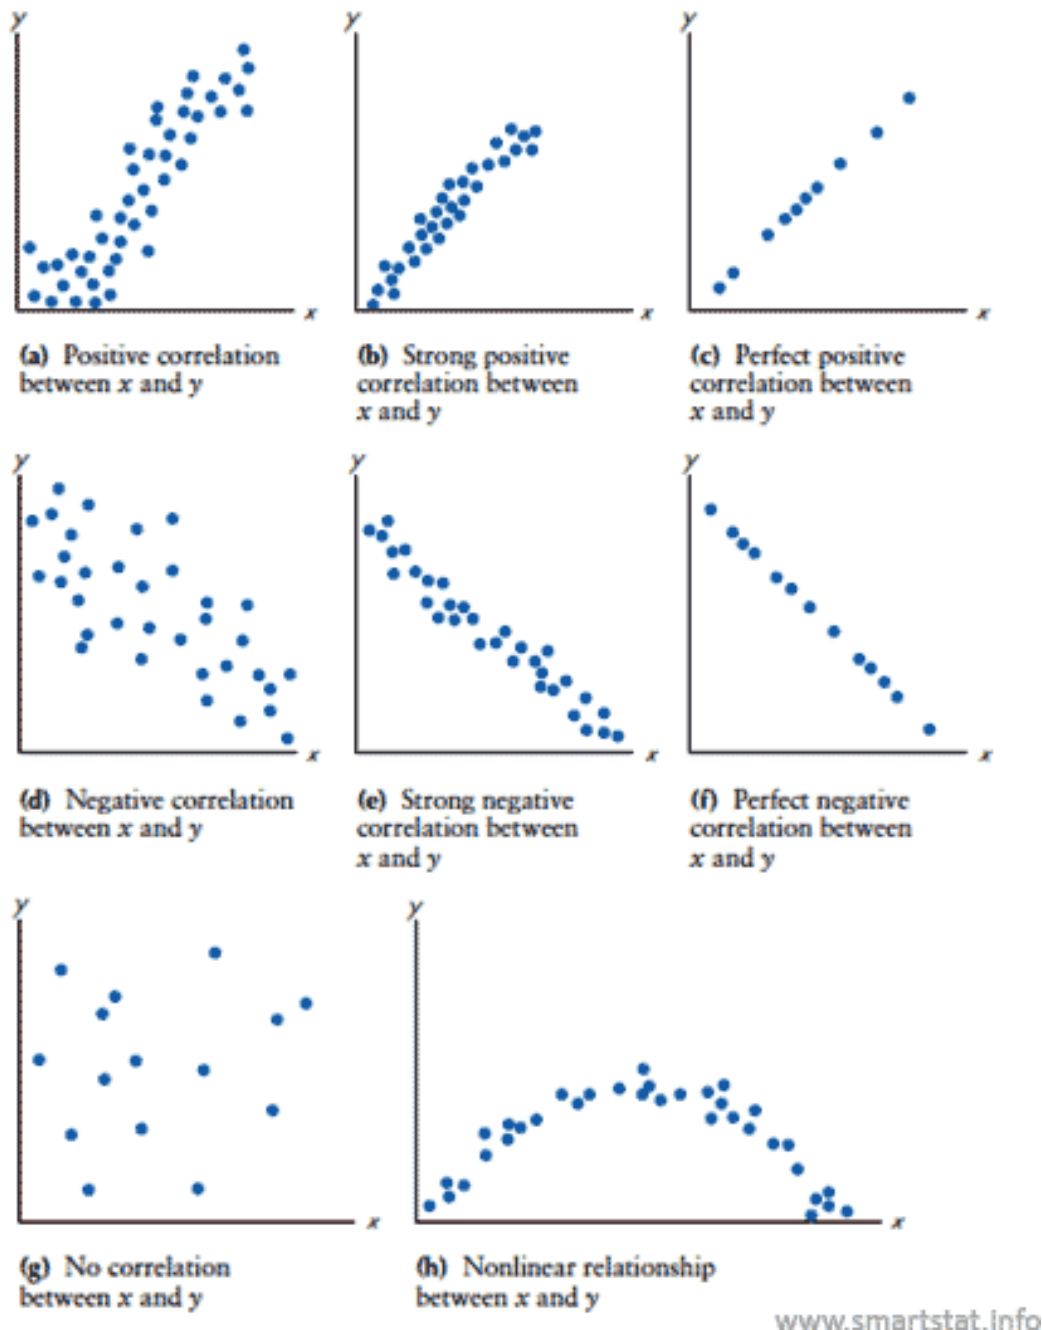 y
y
y
x
x
x
(a) Positive correlation
between x and y
(b) Strong positive
correlation between
x and y
(c) Perfect positive
correlation between
x and y
y
y
y
x
x
x
(d) Negative correlation
between x and y
(e) Strong negative
correlation between
x and y
(f) Perfect negative
correlation between
x and y
y
y
x
x
(g) No correlation
between x and y
(h) Nonlinear relationship
between x and y
www.smartstat.info